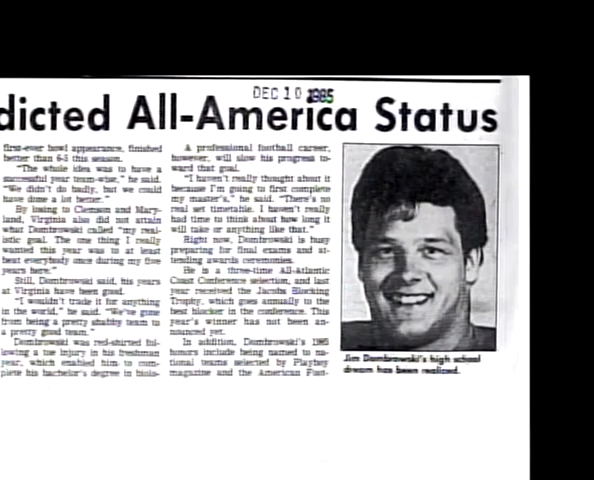 DEC 10 1985
dicted All-America Status
first-ever bowl appearance, finished
better than 6-5 this season.
"The whole idea was to have a
successful year team-wise," he said.
"We didn't do badly, but we could
have done a lot better."
By losing to Clemson and Mary-
land, Virginia also did not attain
what Dombrowski called "my real-
istic goal. The one thing I really
wanted this year was to at least
beat everybody once during my five
years here."
Still, Dombrowski said, his years
at Virginia have been good.
"I wouldn't trade it for anything
in the world," he said. "We've gone
from being a pretty shabby team to
a pretty good team."
Dombrowski was red-shirted fol-
lowing a toe injury in his freshman
year, which enabled him to com-
plete his bachelor's degree in biolo-
A professional football career,
however, will slow his progress to-
ward that goal.
"I haven't really thought about it
because I'm going to first complete
my master's," he said. "There's no
real set timetable. I haven't really
had time to think about how long it
will take or anything like that."
Right now, Dombrowski is busy
preparing for final exams and at-
tending awards ceremonies.
He is a three-time All-Atlantic
Coast Conference selection, and last
year received the Jacobs Blocking
Trophy, which goes annually to the
best blocker in the conference. This
year's winner has not been an-
nounced yet.
In addition, Dombrowski's 1985
honors include being named to na-
tional teams selected by Playboy
magazine and the American Foot-
Jim Dombrowski's high school
dream has been realized.